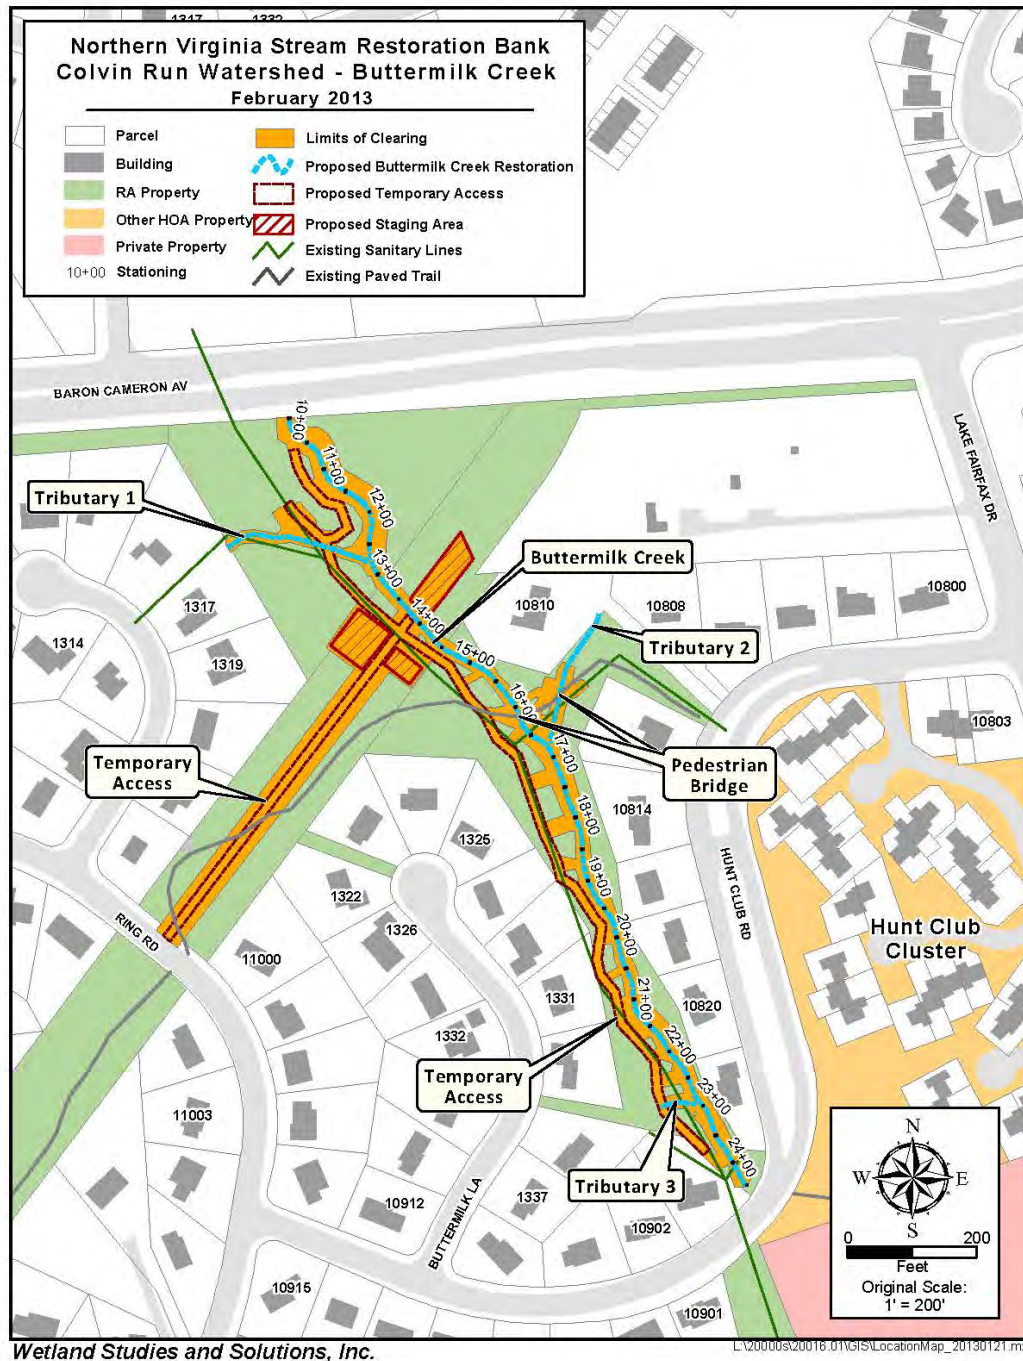 1317
1332
Northern Virginia Stream Restoration Bank
Colvin Run Watershed - Buttermilk Creek
February 2013
Parcel
Building
RA Property
Other HOA Property
Private Property
10+00 Stationing
Limits of Clearing
Proposed Buttermilk Creek Restoration
Proposed Temporary Access
Proposed Staging Area
Existing Sanitary Lines
Existing Paved Trail
BARON CAMERON AV
LAKE FAIRFAX DR
10+00
11+00
12+00
Tributary 1
13+00
Buttermilk Creek
14+00
1317
1314
1319
10810
10808
10800
Tributary 2
15+00
16+00
10803
17+00
Pedestrian
Bridge
Temporary
Access
18+00
10814
1325
19+00
HUNT CLUB RD
1322
1326
20+00
Hunt Club
Cluster
RING RD
11000
1331
21+00
10820
1332
22+00
Temporary
Access
23+00
11003
24+00
Tributary 3
10912
1337
10902
BUTTERMILK LA
10915
10901
N
W E
S
0 200
Feet
Original Scale:
1' = 200'
Wetland Studies and Solutions, Inc.
L:\20000s\20016.01\GIS\LocationMap_20130121.m